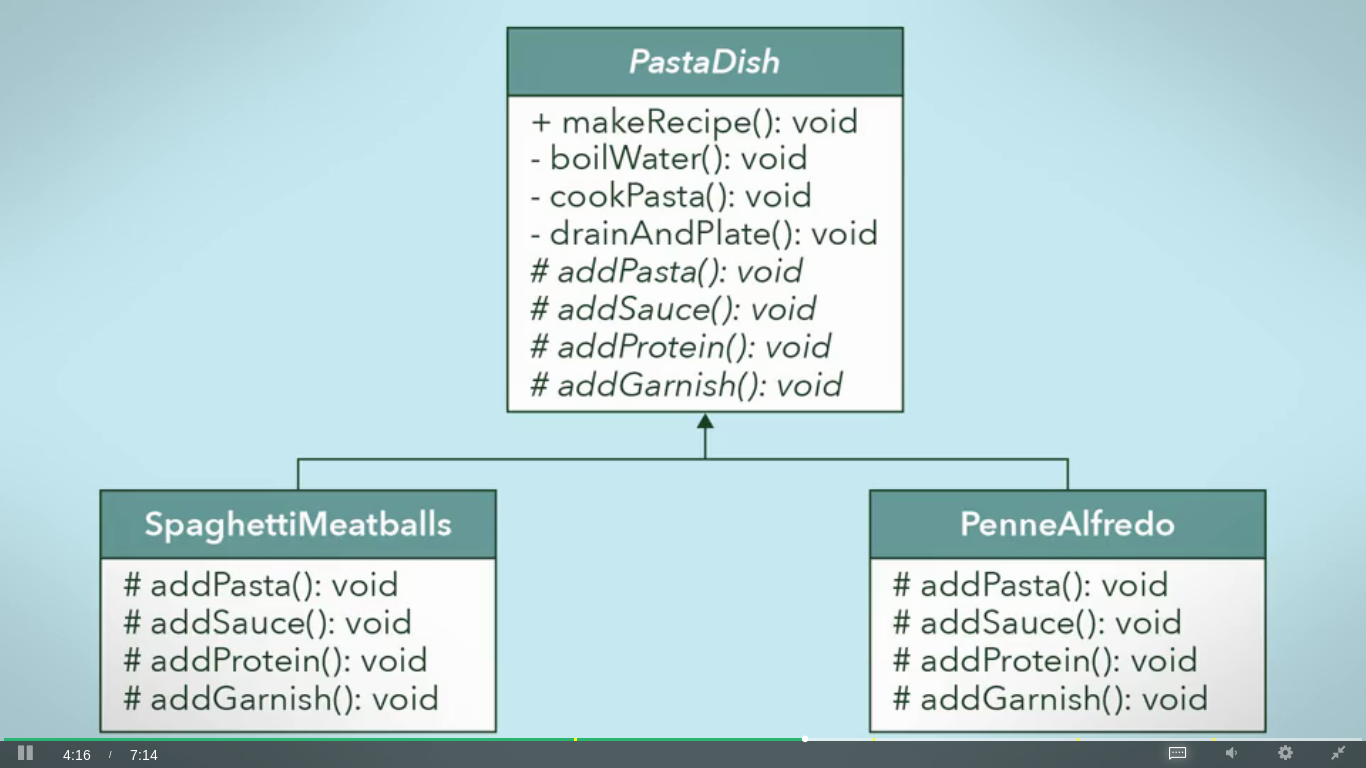 PastaDish
+ makeRecipe(): void
- boilWater(): void
- cookPasta(): void
- drainAndPlate(): void
# addPasta(): void
# addSauce(): void
# addProtein(): void
# addGarnish(): void
SpaghettiMeatballs
# addPasta(): void
# addSauce(): void
# addProtein(): void
# addGarnish(): void
PenneAlfredo
# addPasta(): void
# addSauce(): void
# addProtein(): void
# addGarnish(): void
4:16 / 7:14